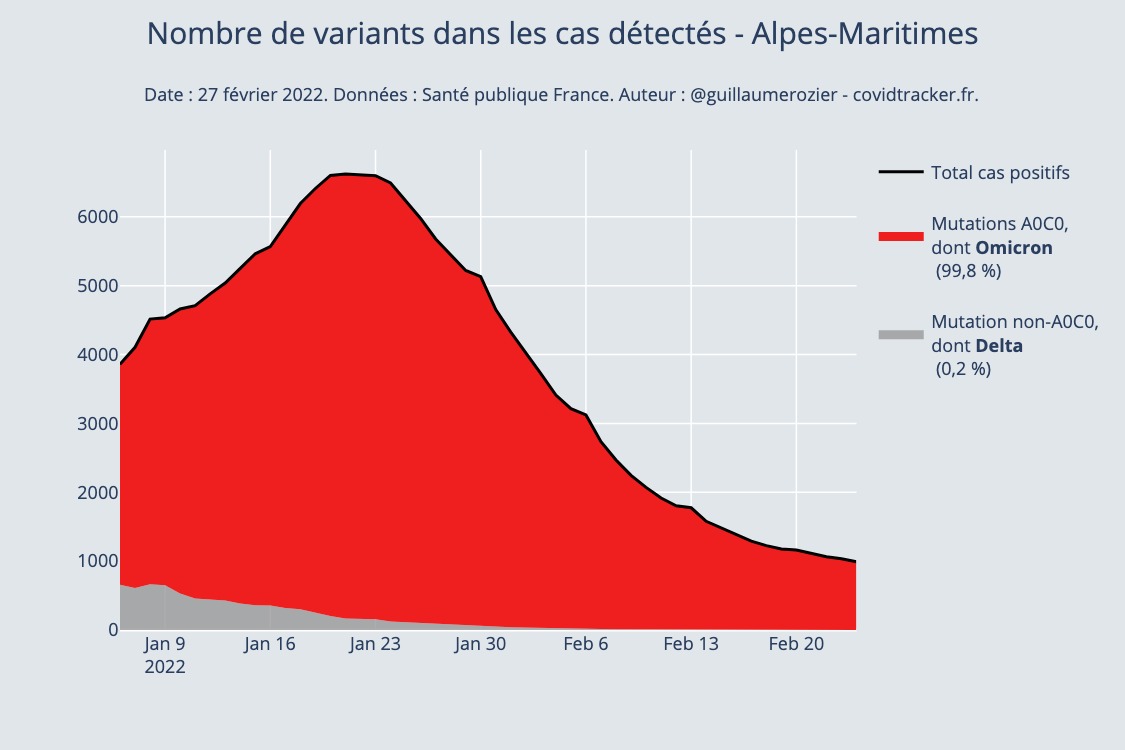 Nombre de variants dans les cas détectés - Alpes-Maritimes
Date : 27 février 2022. Données : Santé publique France. Auteur : @guillaumerozier - covidtracker.fr.
Total cas positifs
Mutations A0C0,
dont Omicron
(99,8 %)
Mutation non-A0C0,
dont Delta
(0,2 %)
6000
5000
4000
3000
2000
1000
0
Jan 9 Jan 16 Jan 23 Jan 30 Feb 6 Feb 13 Feb 20
2022